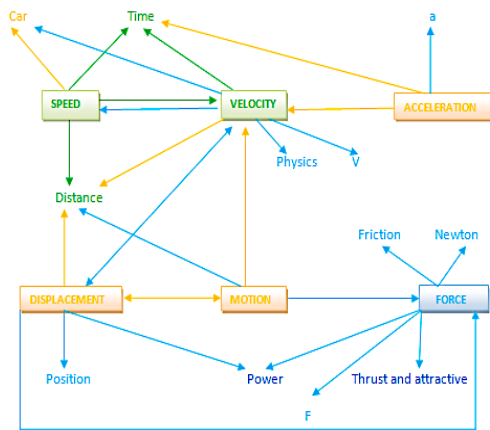 Car
Time
a
SPEED
VELOCITY
ACCELERATION
Physics
V
Distance
Friction
Newton
DISPLACEMENT
MOTION
FORCE
Position
Power
Thrust and attractive
F